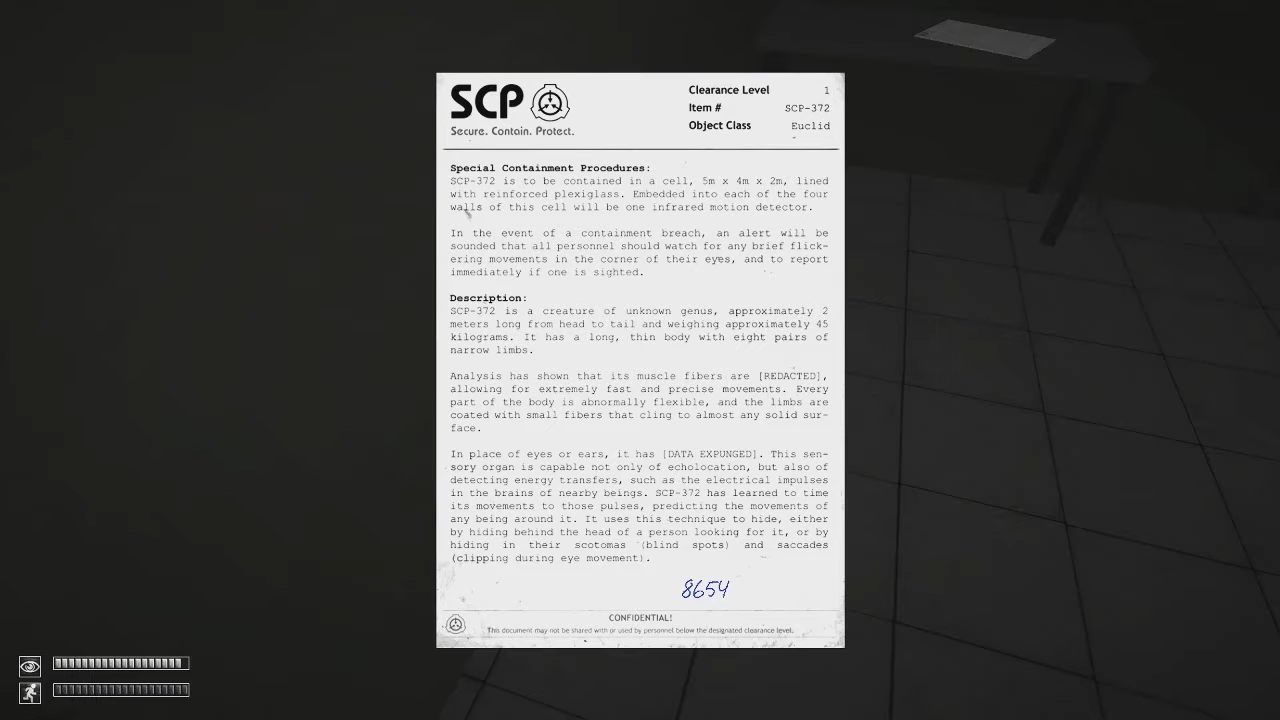 SCP
Secure. Contain. Protect.
Clearance Level 1
Item # SCP-372
Object Class Euclid
Special Containment Procedures:
SCP-372 is to be contained in a cell, 5m x 4m x 2m, lined
with reinforced plexiglass. Embedded into each of the four
walls of this cell will be one infrared motion detector.
In the event of a containment breach, an alert will be
sounded that all personnel should watch for any brief flick-
ering movements in the corner of their eyes, and to report
immediately if one is sighted.
Description:
SCP-372 is a creature of unknown genus, approximately 2
meters long from head to tail and weighing approximately 45
kilograms. It has a long, thin body with eight pairs of
narrow limbs.
Analysis has shown that its muscle fibers are [REDACTED],
allowing for extremely fast and precise movements. Every
part of the body is abnormally flexible, and the limbs are
coated with small fibers that cling to almost any solid sur-
face.
In place of eyes or ears, it has [DATA EXPUNGED]. This sen-
sory organ is capable not only of echolocation, but also of
detecting energy transfers, such as the electrical impulses
in the brains of nearby beings. SCP-372 has learned to time
its movements to those pulses, predicting the movements of
any being around it. It uses this technique to hide, either
by hiding behind the head of a person looking for it, or by
hiding in their scotomas (blind spots) and saccades
(clipping during eye movement).
8654
CONFIDENTIAL!
This document may not be shared with or used by personnel below the designated clearance level.